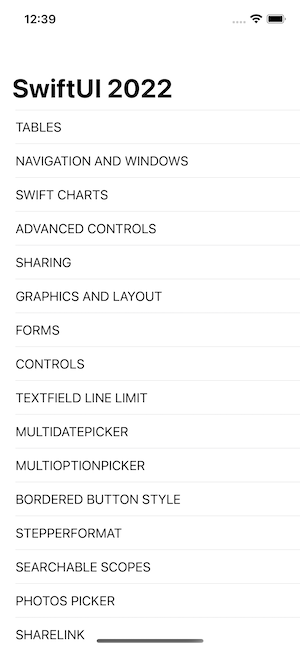 12:39
SwiftUI 2022
TABLES
NAVIGATION AND WINDOWS
SWIFT CHARTS
ADVANCED CONTROLS
SHARING
GRAPHICS AND LAYOUT
FORMS
CONTROLS
TEXTFIELD LINE LIMIT
MULTIDATEPICKER
MULTIOPTIONPICKER
BORDERED BUTTON STYLE
STEPPERFORMAT
SEARCHABLE SCOPES
PHOTOS PICKER
SHARELINK